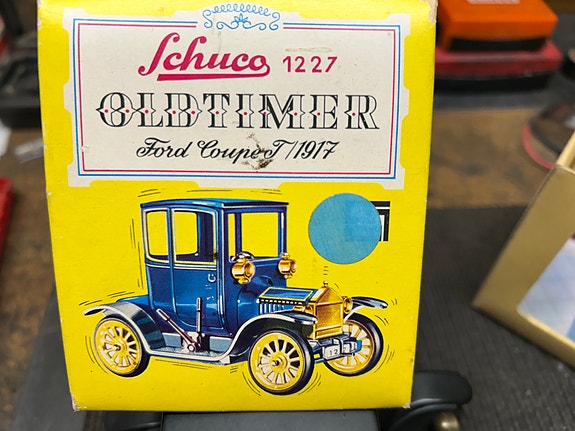 Schuco 1227
OLDTIMER
Ford Coupe T/1917